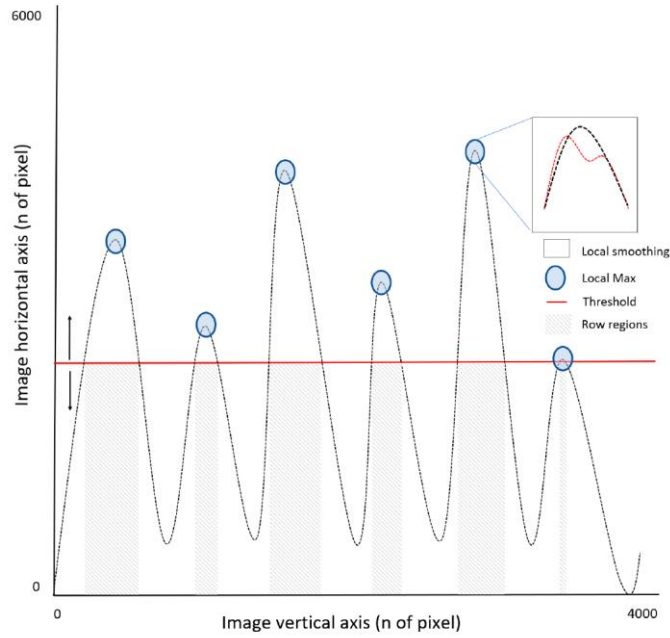 6000
Image horizontal axis (n of pixel)
Local smoothing
Local Max
Threshold
Row regions
0
0
4000
Image vertical axis (n of pixel)